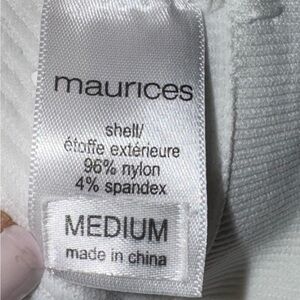 maurices
shell/
étoffe extérieure
96% nylon
4% spandex
MEDIUM
made in china